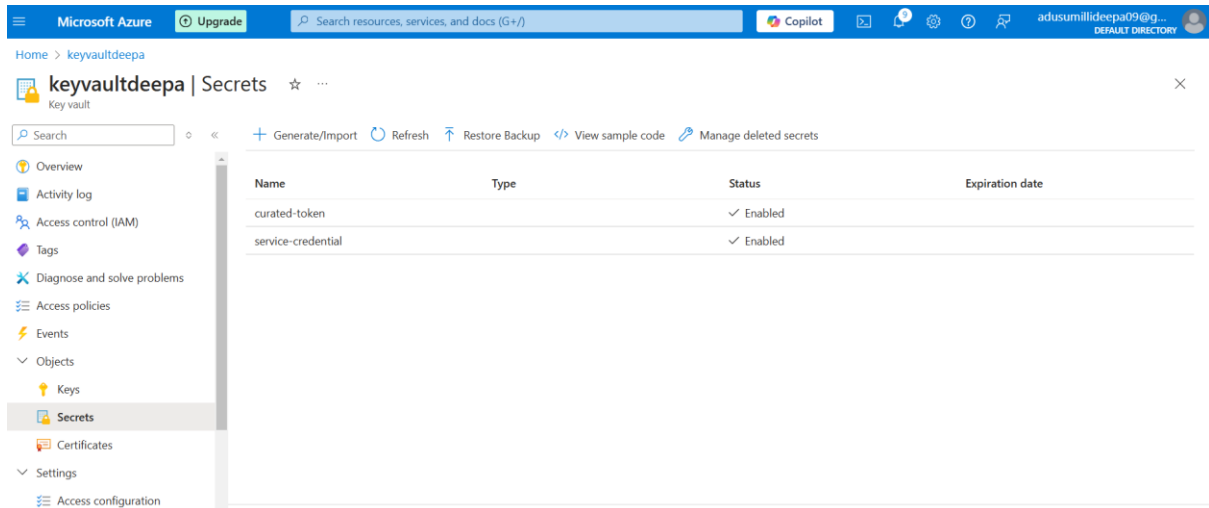 Microsoft Azure Upgrade Search resources, services, and docs (G+/) Copilot 9 adusumillideepa09@g...
DEFAULT DIRECTORY
Home > keyvaultdeepa
keyvaultdeepa | Secrets ☆ ...
Key vault
Search
Generate/Import Refresh Restore Backup View sample code Manage deleted secrets
Overview
Activity log
Access control (IAM)
Tags
Diagnose and solve problems
Access policies
Events
Objects
Keys
Secrets
Certificates
Settings
Access configuration
Name Type Status Expiration date
curated-token ✓ Enabled
service-credential ✓ Enabled